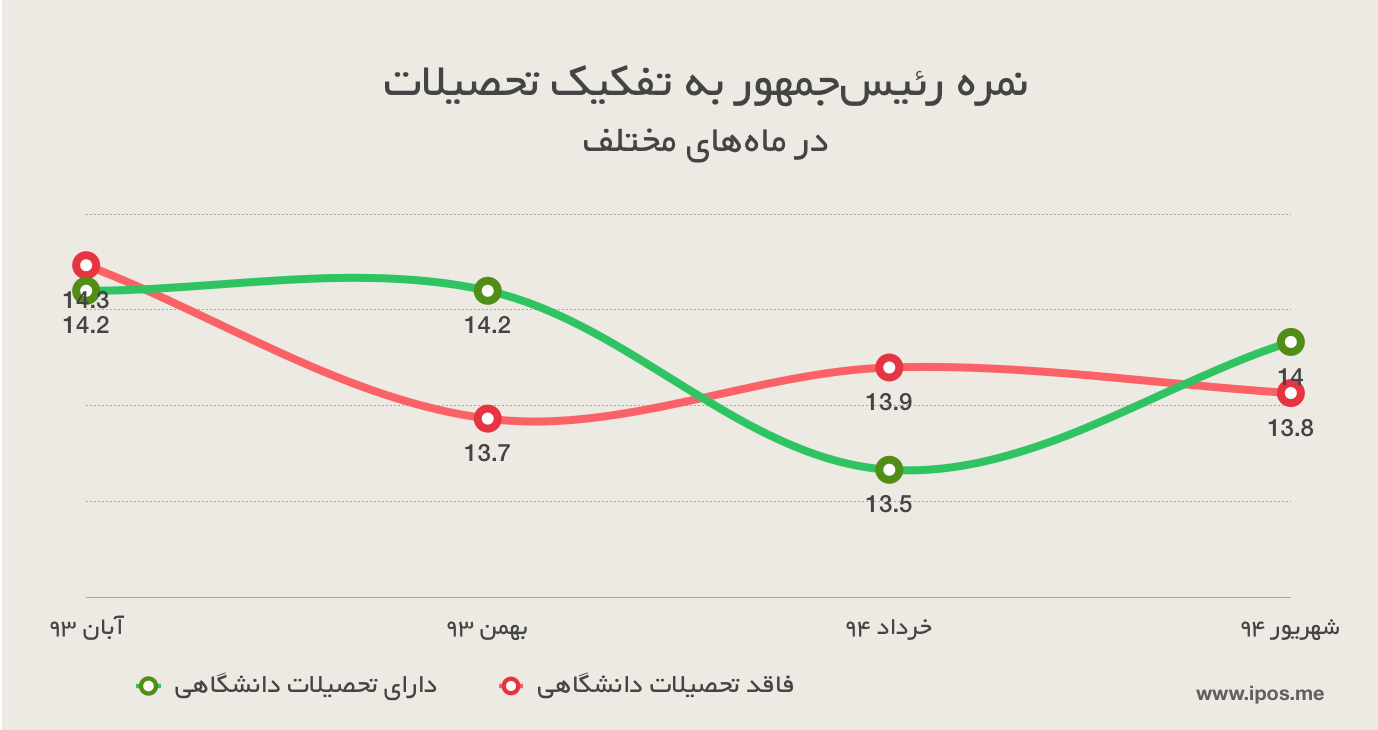 نمره رئیس‌جمهور به تفکیک تحصیلات
در ماه‌های مختلف
14.3
14.2
14.2
13.7
13.9
13.5
14
13.8
آبان ۹۳
بهمن ۹۳
خرداد ۹۴
شهریور ۹۴
دارای تحصیلات دانشگاهی
فاقد تحصیلات دانشگاهی
www.ipos.me